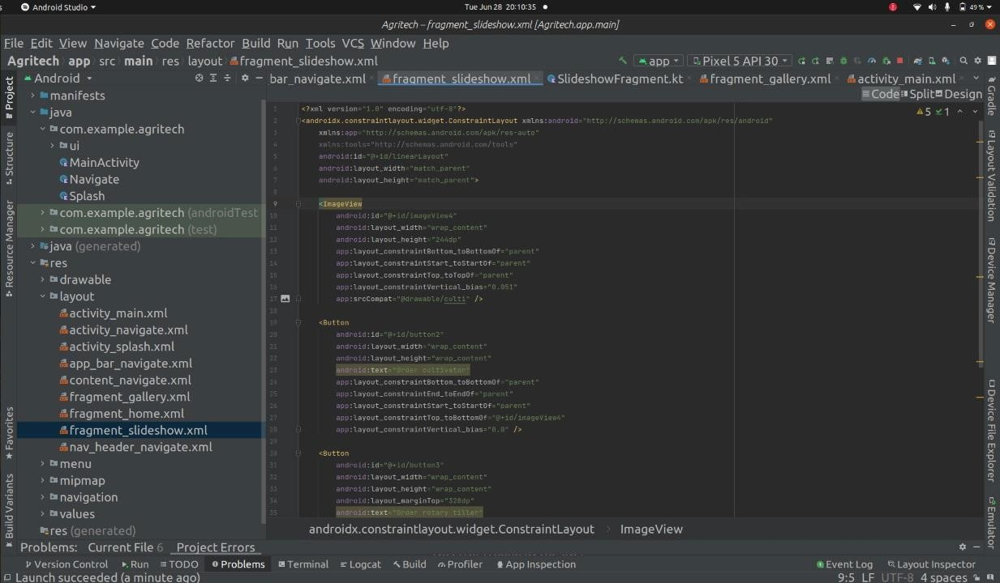 Android Studio
Tue Jun 28 20:10:35
49 %
Agritech – fragment_slideshow.xml [Agritech.app.main]
File Edit View Navigate Code Refactor Build Run Tools VCS Window Help
Agritech app src main res layout fragment_slideshow.xml
app Pixel 5 API 30
Project
Android
bar_navigate.xml fragment_slideshow.xml SlideshowFragment.kt fragment_gallery.xml activity_main.xml
Code Split Design
manifests
java
com.example.agritech
ui
MainActivity
Navigate
Splash
com.example.agritech (androidTest
com.example.agritech (test)
java (generated)
res
drawable
layout
activity_main.xml
activity_navigate.xml
activity_splash.xml
app_bar_navigate.xml
content_navigate.xml
fragment_gallery.xml
fragment_home.xml
fragment_slideshow.xml
nav_header_navigate.xml
menu
mipmap
navigation
values
res (generated)
Structure
Resource Manager
Favorites
Build Variants
5 1
1 <?xml version="1.0" encoding="utf-8"?>
2 <androidx.constraintlayout.widget.ConstraintLayout xmlns:android="http://schemas.android.com/apk/res/android"
3 xmlns:app="http://schemas.android.com/apk/res-auto"
4 xmlns:tools="http://schemas.android.com/tools"
5 android:id="@+id/linearLayout"
6 android:layout_width="match_parent"
7 android:layout_height="match_parent">
8
9 <ImageView
10 android:id="@+id/imageView4"
11 android:layout_width="wrap_content"
12 android:layout_height="244dp"
13 app:layout_constraintBottom_toBottomOf="parent"
14 app:layout_constraintStart_toStartOf="parent"
15 app:layout_constraintTop_toTopOf="parent"
16 app:layout_constraintVertical_bias="0.051"
17 app:srcCompat="@drawable/culti" />
18
19 <Button
20 android:id="@+id/button2"
21 android:layout_width="wrap_content"
22 android:layout_height="wrap_content"
23 android:text="Order cultivator"
24 app:layout_constraintBottom_toBottomOf="parent"
25 app:layout_constraintEnd_toEndOf="parent"
26 app:layout_constraintStart_toStartOf="parent"
27 app:layout_constraintTop_toBottomOf="@+id/imageView4"
28 app:layout_constraintVertical_bias="0.0" />
29
30 <Button
31 android:id="@+id/button3"
32 android:layout_width="wrap_content"
33 android:layout_height="wrap_content"
34 android:layout_marginTop="328dp"
35 android:text="Order rotary tiller"
androidx.constraintlayout.widget.ConstraintLayout ImageView
Gradle
Layout Validation
Device Manager
Device File Explorer
Emulator
Problems: Current File 6 Project Errors
Version Control Run TODO Problems Terminal Logcat Build Profiler App Inspection Event Log Layout Inspector
Launch succeeded (a minute ago)
9:5 LF UTF-8 4 spaces